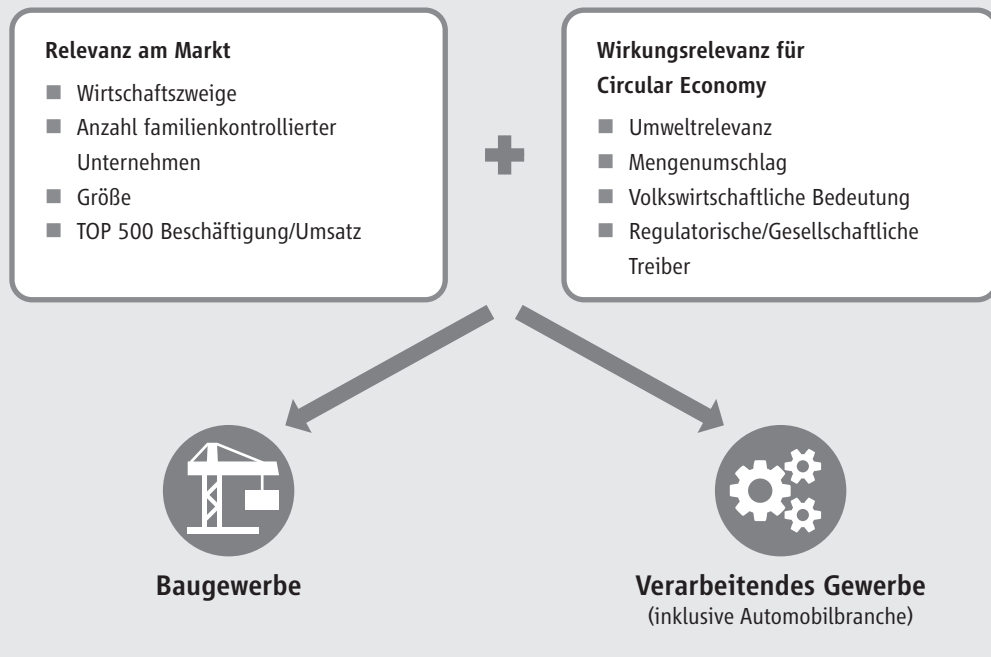 Relevanz am Markt
■ Wirtschaftszweige
■ Anzahl familienkontrollierter
Unternehmen
■ Größe
■ TOP 500 Beschäftigung/Umsatz
Wirkungsrelevanz für
Circular Economy
■ Umweltrelevanz
■ Mengenumschlag
■ Volkswirtschaftliche Bedeutung
■ Regulatorische/Gesellschaftliche
Treiber
Baugewerbe
Verarbeitendes Gewerbe
(inklusive Automobilbranche)